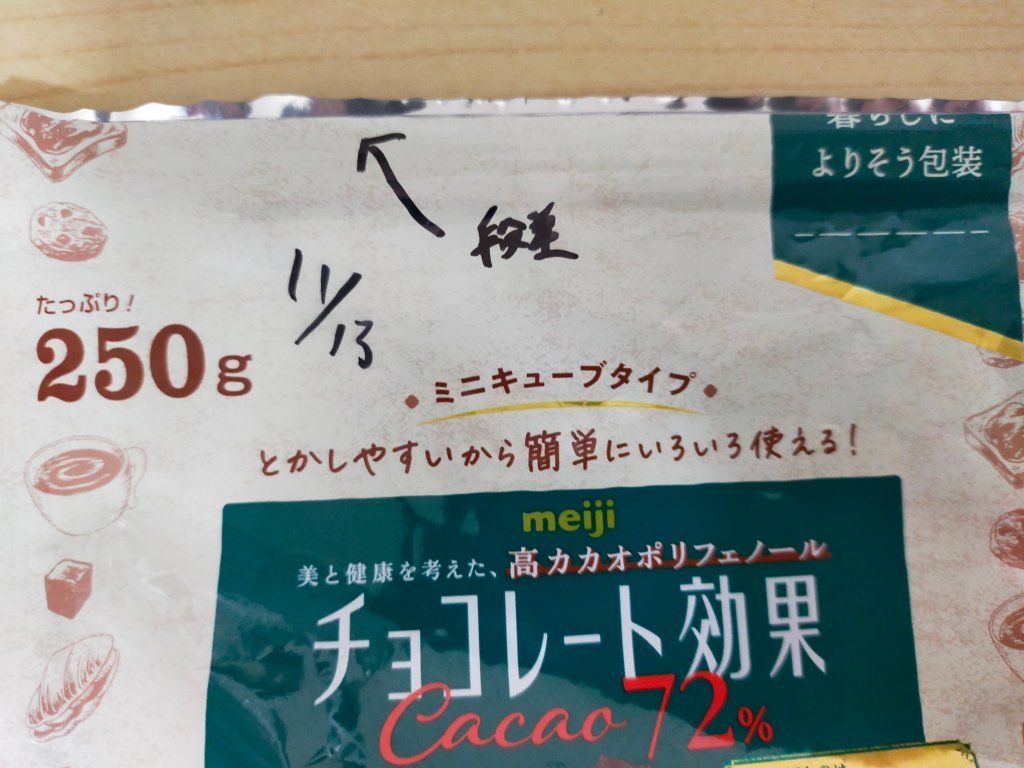 暮らしに
よりそう包装
段差
11/13
たっぷり!
250g
ミニキューブタイプ
とかしやすいから簡単にいろいろ使える!
meiji
美と健康を考えた、高カカオポリフェノール
チョコレート効果
Cacao 72%